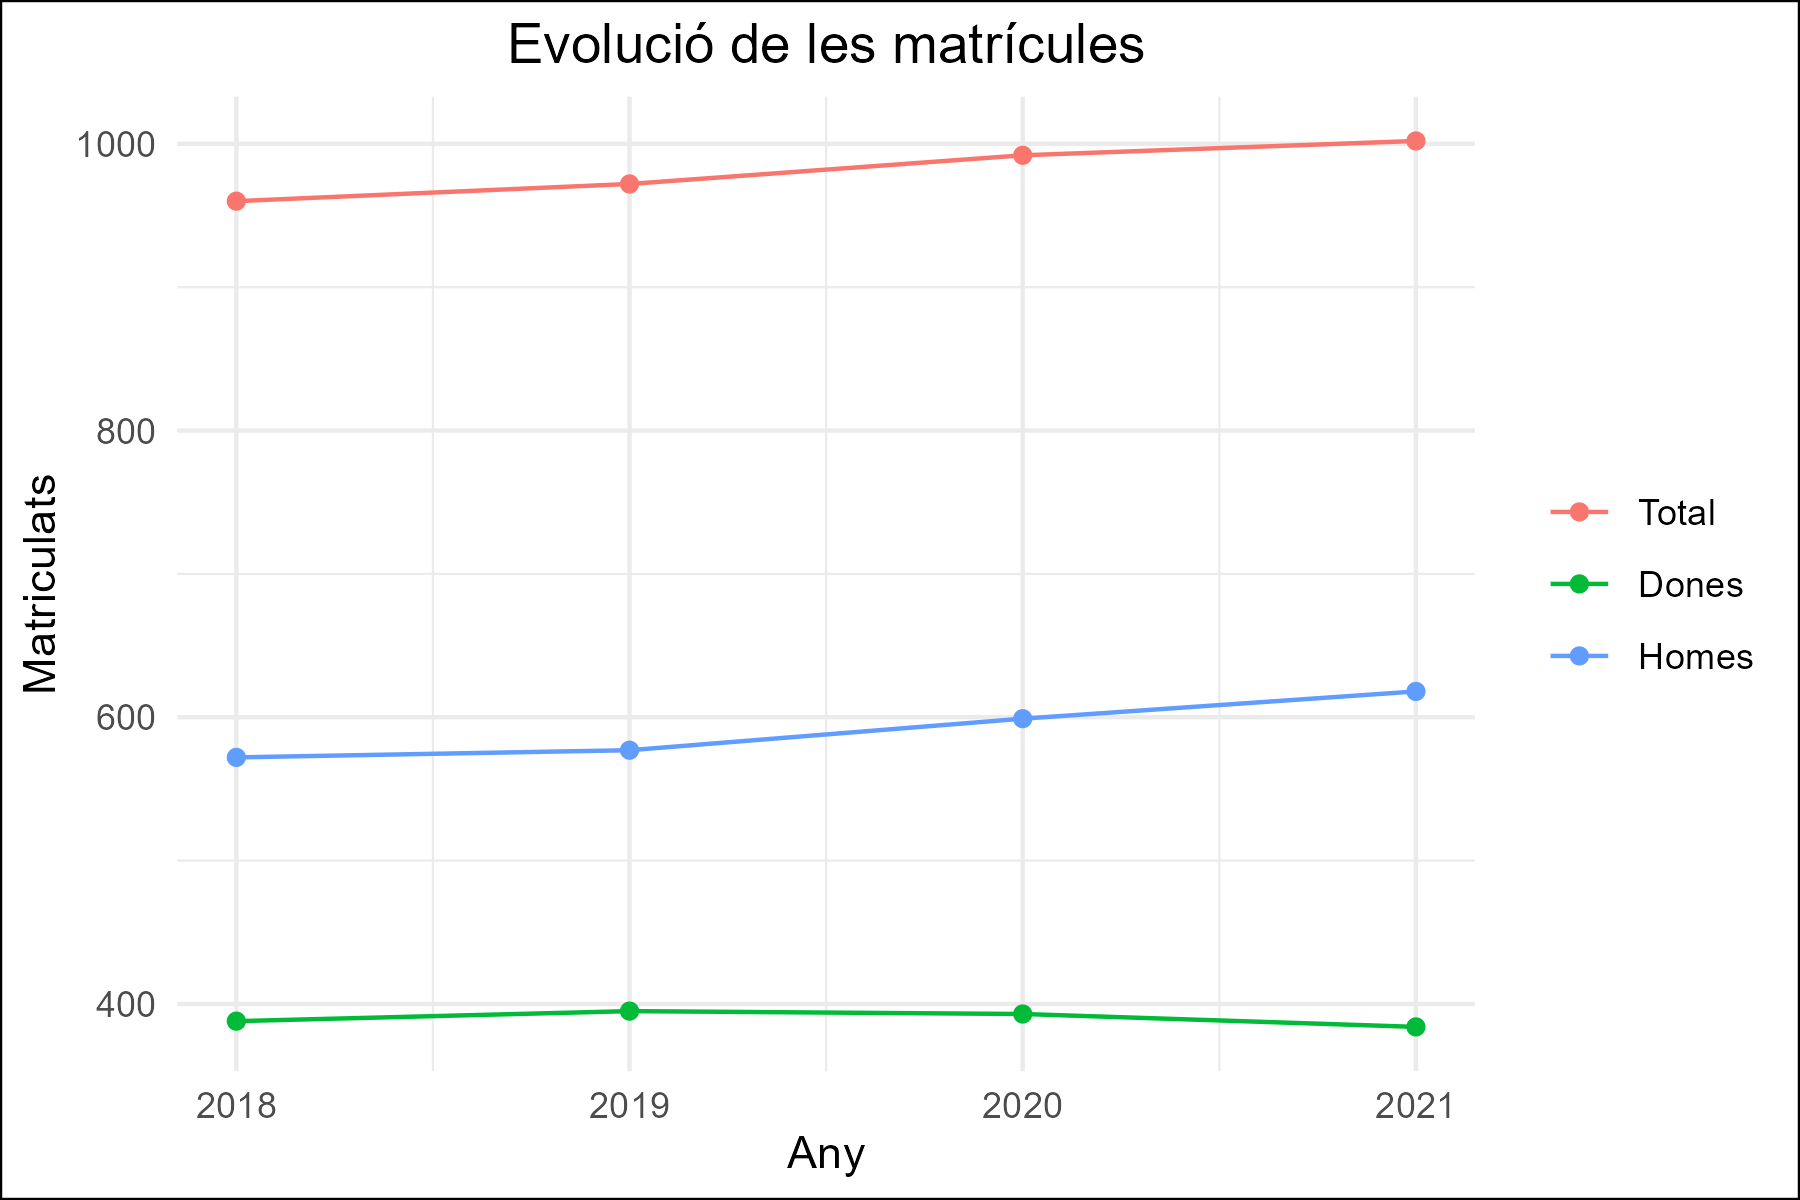 Evolució de les matrícules
1000
800
600
400
Matriculats
2018
2019
2020
2021
Any
Total
Dones
Homes